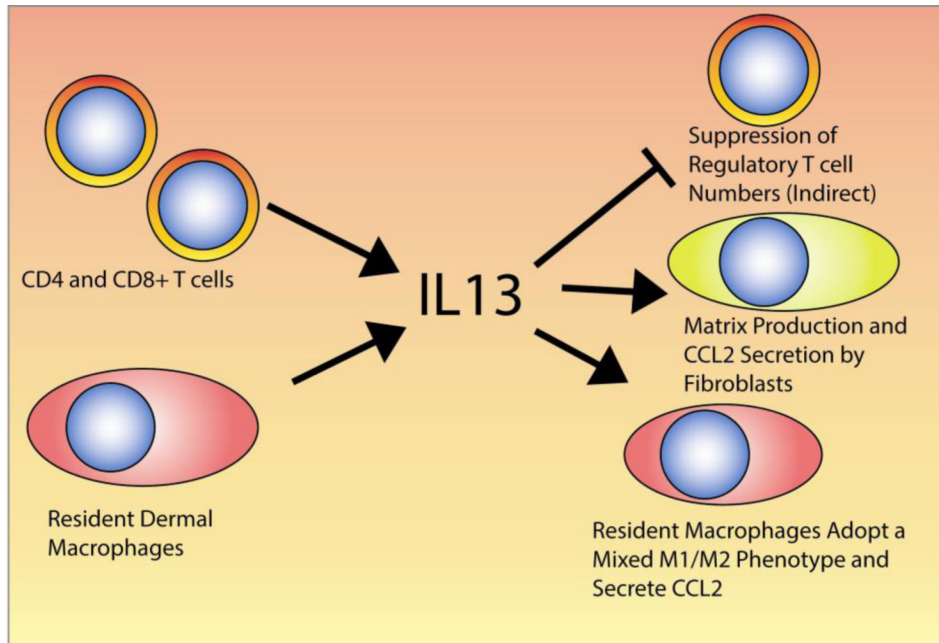 CD4 and CD8+ T cells
Resident Dermal
Macrophages
IL13
Suppression of
Regulatory T cell
Numbers (Indirect)
Matrix Production and
CCL2 Secretion by
Fibroblasts
Resident Macrophages Adopt a
Mixed M1/M2 Phenotype and
Secrete CCL2